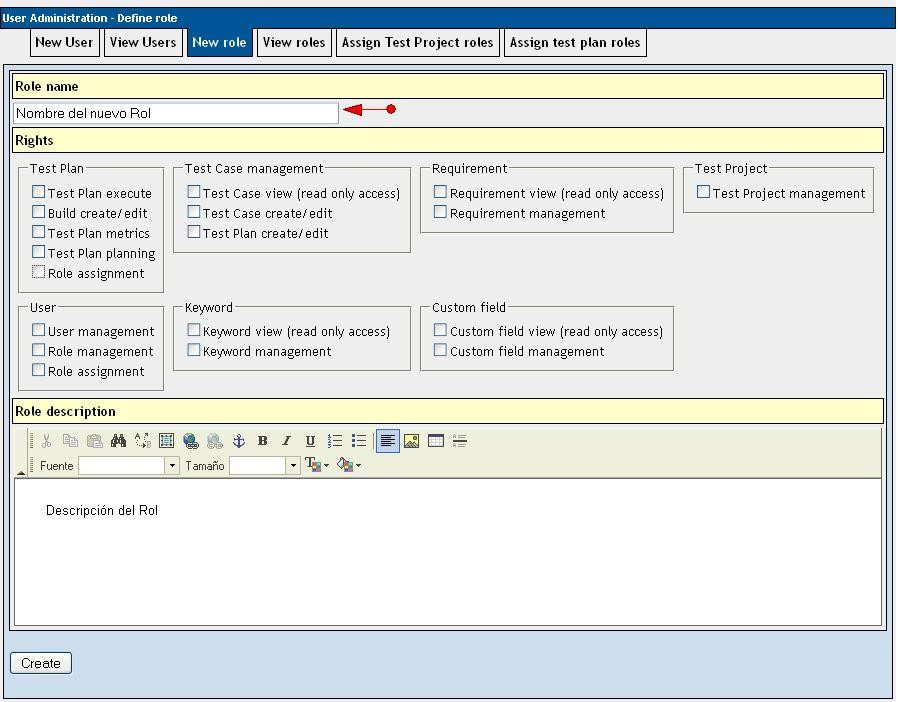 User Administration - Define role
New User View Users New role View roles Assign Test Project roles Assign test plan roles
Role name
Nombre del nuevo Rol
Rights
Test Plan
Test Plan execute
Build create/edit
Test Plan metrics
Test Plan planning
Role assignment
Test Case management
Test Case view (read only access)
Test Case create/edit
Test Plan create/edit
Requirement
Requirement view (read only access)
Requirement management
Test Project
Test Project management
User
User management
Role management
Role assignment
Keyword
Keyword view (read only access)
Keyword management
Custom field
Custom field view (read only access)
Custom field management
Role description
B I U
Fuente Tamaño
Descripción del Rol
Create